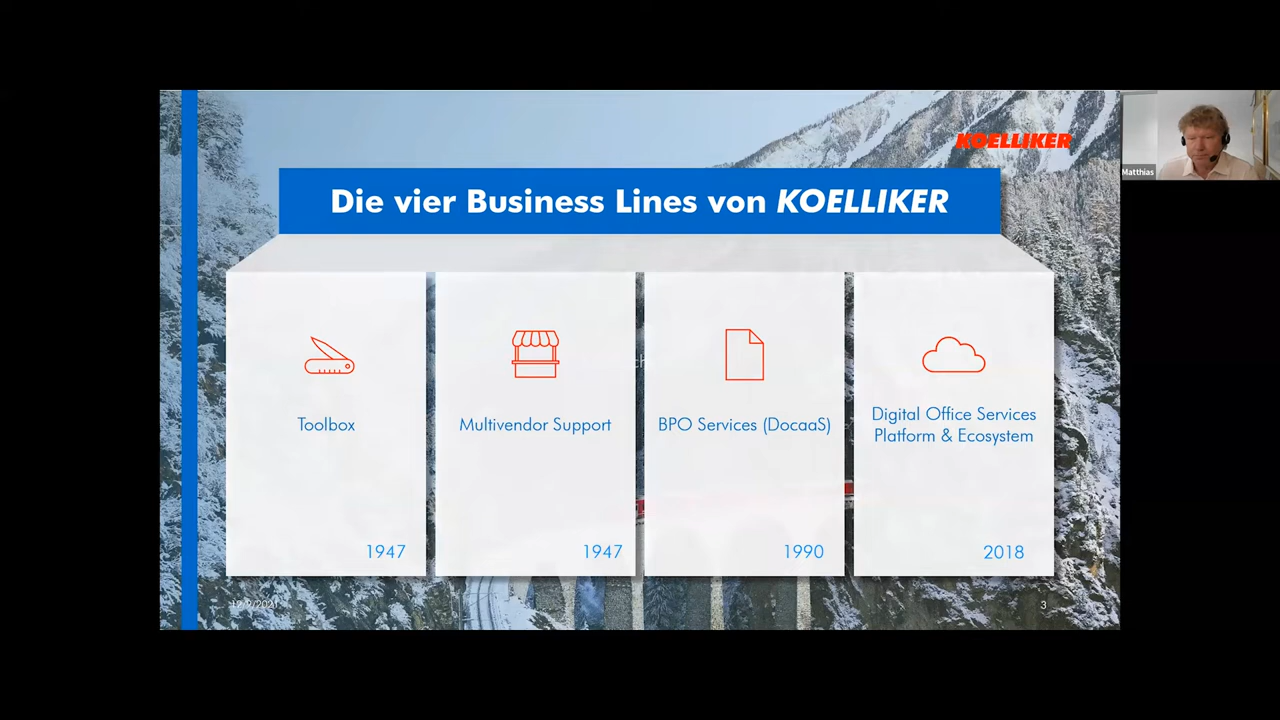 KOELLIKER
Matthias
Die vier Business Lines von KOELLIKER
Toolbox
1947
Multivendor Support
1947
BPO Services (DocaaS)
1990
Digital Office Services
Platform & Ecosystem
2018
3